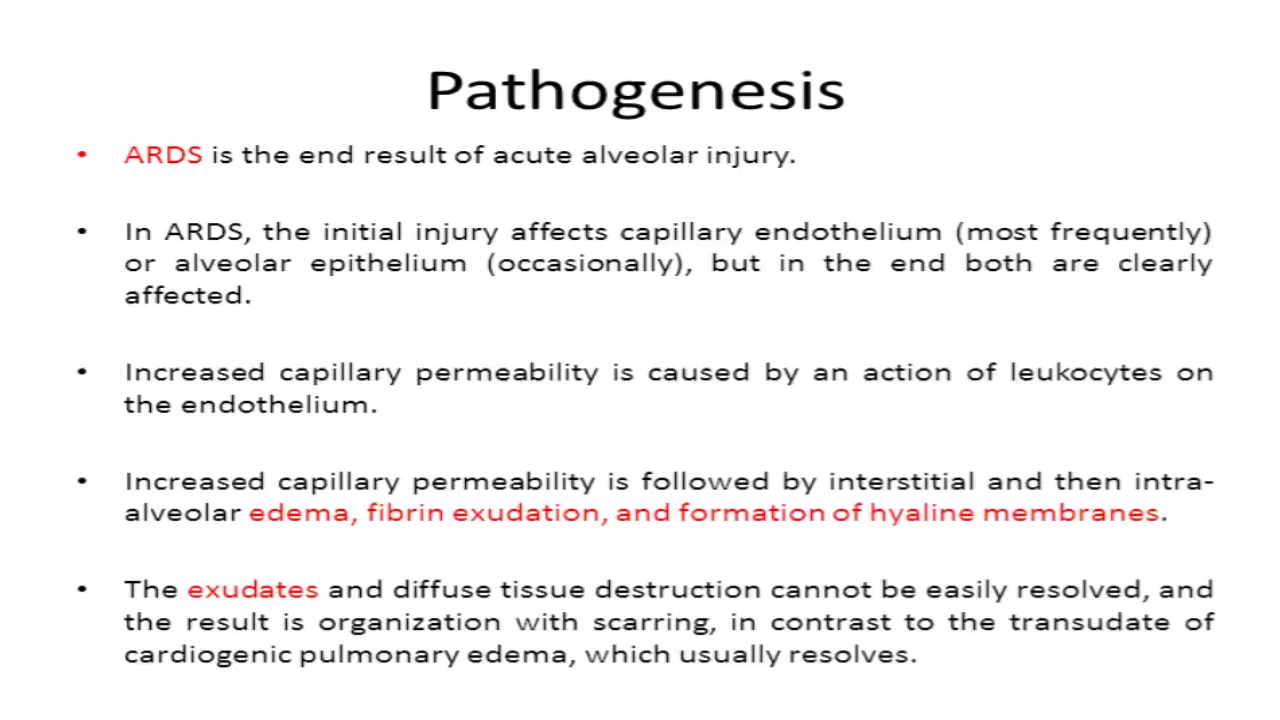 Pathogenesis
• ARDS is the end result of acute alveolar injury.
• In ARDS, the initial injury affects capillary endothelium (most frequently)
or alveolar epithelium (occasionally), but in the end both are clearly
affected.
• Increased capillary permeability is caused by an action of leukocytes on
the endothelium.
• Increased capillary permeability is followed by interstitial and then intra-
alveolar edema, fibrin exudation, and formation of hyaline membranes.
• The exudates and diffuse tissue destruction cannot be easily resolved, and
the result is organization with scarring, in contrast to the transudate of
cardiogenic pulmonary edema, which usually resolves.